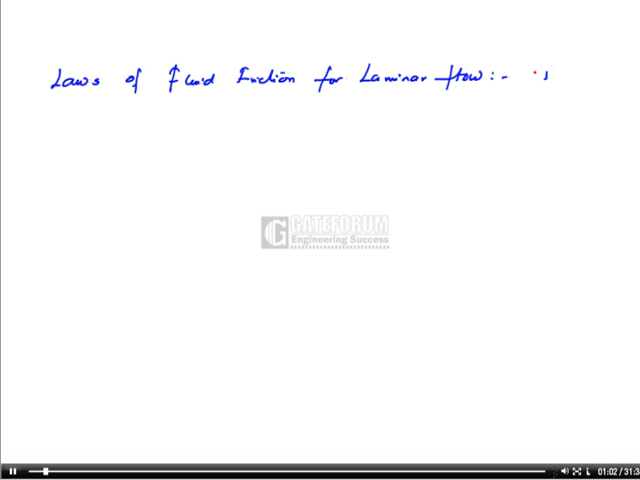 Laws of Fluid Friction for Laminar flow:-
GATEFORUM
Engineering Success
01:02 / 31:3